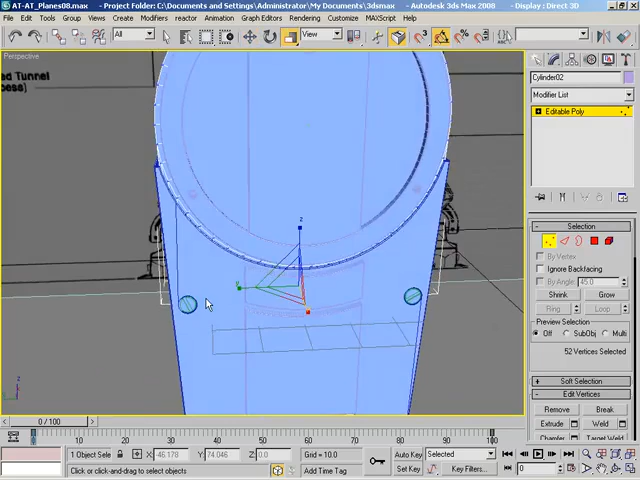 AT-AT_Planes08.max - Project Folder: C:\Documents and Settings\Administrator\My Documents\3dsmax - Autodesk 3ds Max 2008 - Display : Direct 3D
File Edit Tools Group Views Create Modifiers reactor Animation Graph Editors Rendering Customize MAXScript Help
All View
Perspective
ed Tunnel
cess)
z
y
Cylinder02
Modifier List
Editable Poly
Selection
By Vertex
Ignore Backfacing
By Angle: 45.0
Shrink Grow
Ring Loop
Preview Selection
Off SubObj Multi
52 Vertices Selected
Soft Selection
Edit Vertices
Remove Break
Extrude Weld
Chamfer Target Weld
0 / 100
0 10 20 30 40 50 60 70 80 90 100
1 Object Sele X: -46.178 Y: 74.046 Z: 0.0 Grid = 10.0
Click or click-and-drag to select objects Add Time Tag
Auto Key Selected
Set Key Key Filters... 0